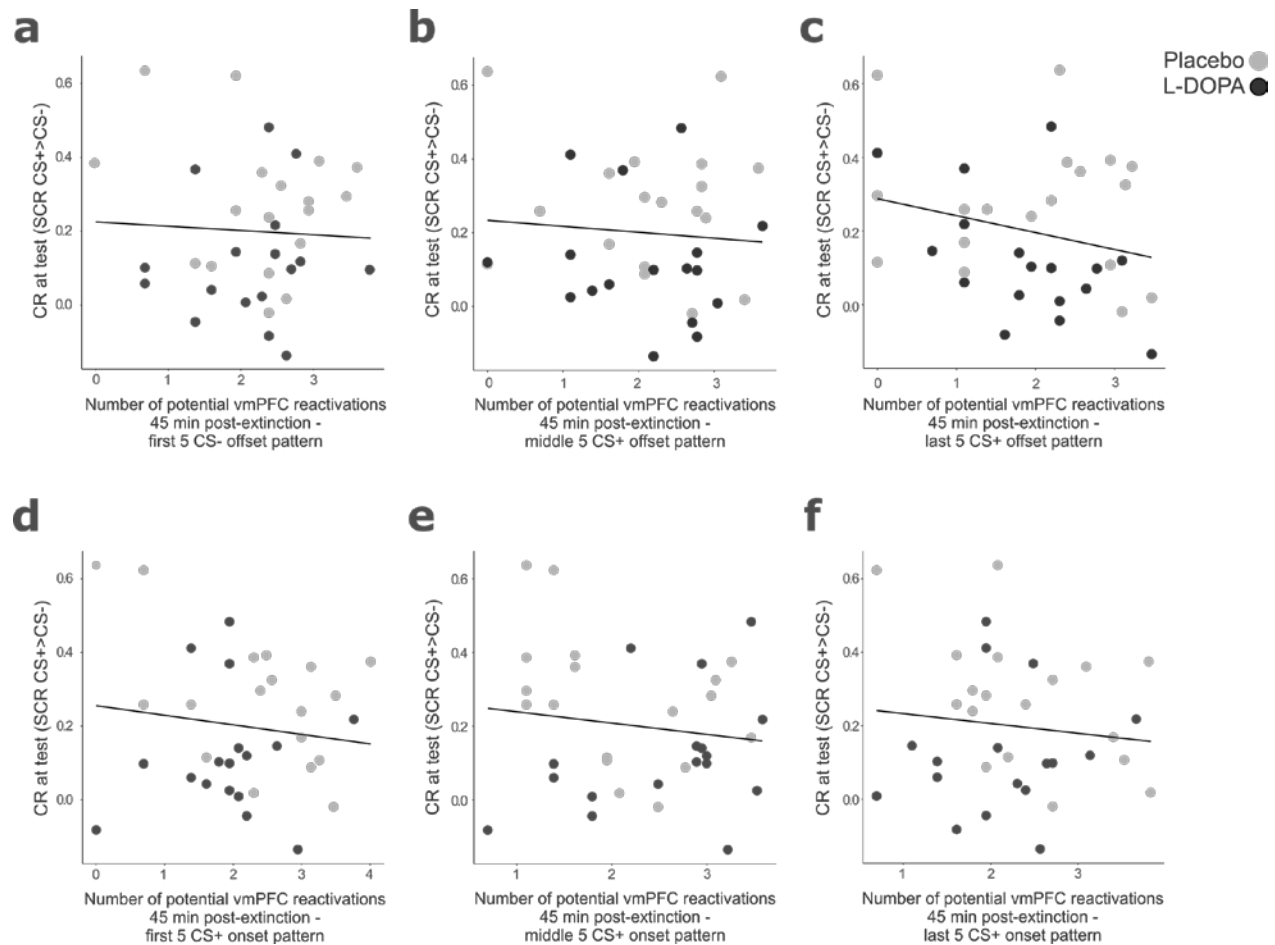 a
b
c
Placebo
L-DOPA
CR at test (SCR CS+>CS-)
0.6
0.4
0.2
0.0
0 1 2 3
Number of potential vmPFC reactivations
45 min post-extinction -
first 5 CS- offset pattern
CR at test (SCR CS+>CS-)
0.6
0.4
0.2
0.0
0 1 2 3
Number of potential vmPFC reactivations
45 min post-extinction -
middle 5 CS+ offset pattern
CR at test (SCR CS+>CS-)
0.6
0.4
0.2
0.0
0 1 2 3
Number of potential vmPFC reactivations
45 min post-extinction -
last 5 CS+ offset pattern
d
e
f
CR at test (SCR CS+>CS-)
0.6
0.4
0.2
0.0
0 1 2 3 4
Number of potential vmPFC reactivations
45 min post-extinction -
first 5 CS+ onset pattern
CR at test (SCR CS+>CS-)
0.6
0.4
0.2
0.0
1 2 3
Number of potential vmPFC reactivations
45 min post-extinction -
middle 5 CS+ onset pattern
CR at test (SCR CS+>CS-)
0.6
0.4
0.2
0.0
1 2 3
Number of potential vmPFC reactivations
45 min post-extinction -
last 5 CS+ onset pattern